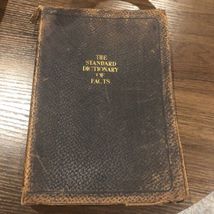 THE
STANDARD
DICTIONARY
OF
FACTS